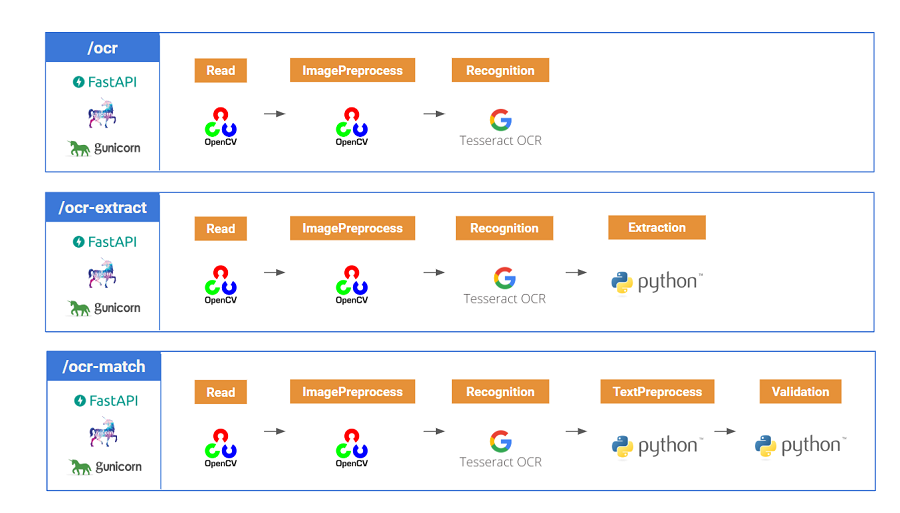 /ocr
FastAPI
gunicorn
Read
ImagePreprocess
Recognition
OpenCV
OpenCV
Tesseract OCR
/ocr-extract
FastAPI
gunicorn
Read
ImagePreprocess
Recognition
Extraction
OpenCV
OpenCV
Tesseract OCR
python™
/ocr-match
FastAPI
gunicorn
Read
ImagePreprocess
Recognition
TextPreprocess
Validation
OpenCV
OpenCV
Tesseract OCR
python™
python™